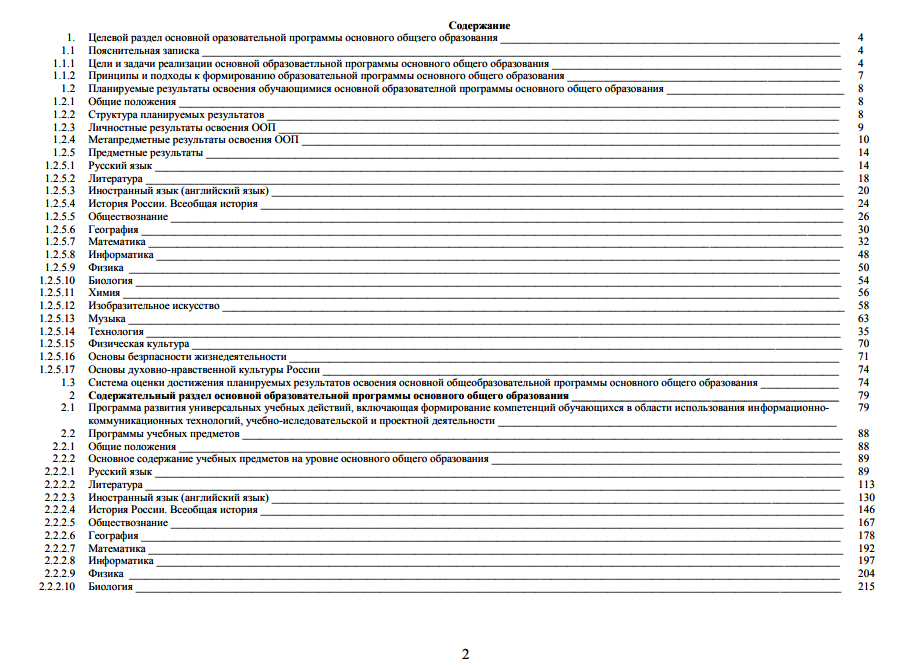 Содержание
1. Целевой раздел основной оразовательной программы основного общзего образования 4
1.1 Пояснительная записка 4
1.1.1 Цели и задачи реализации основной образоваетльной программы основного общего образования 4
1.1.2 Принципы и подходы к формированию образовательной программы основного общего образования 7
1.2 Планируемые результаты освоения обучающимися основной образователной программы основного общего образования 8
1.2.1 Общие положения 8
1.2.2 Структура планируемых результатов 8
1.2.3 Личностные результаты освоения ООП 9
1.2.4 Метапредметные результаты освоения ООП 10
1.2.5 Предметные результаты 14
1.2.5.1 Русский язык 14
1.2.5.2 Литература 18
1.2.5.3 Иностранный язык (английский язык) 20
1.2.5.4 История России. Всеобщая история 24
1.2.5.5 Обществознание 26
1.2.5.6 География 30
1.2.5.7 Математика 32
1.2.5.8 Информатика 48
1.2.5.9 Физика 50
1.2.5.10 Биология 54
1.2.5.11 Химия 56
1.2.5.12 Изобразительное искусство 58
1.2.5.13 Музыка 63
1.2.5.14 Технология 35
1.2.5.15 Физическая культура 70
1.2.5.16 Основы безрпасности жизнедеятельности 71
1.2.5.17 Основы духовно-нравственной культуры России 74
1.3 Система оценки достижения планируемых результатов освоения основной общеобразовательной программы основного общего образования 74
2 Содержательный раздел основной образовательной программы основного общего образования 79
2.1 Программа развития универсальных учебных действий, включающая формирование компетенций обучающихся в области использования информационно- 79
коммуникационных технологий, учебно-иследовательской и проектной деятельности
2.2 Программы учебных предметов 88
2.2.1 Общие положения 88
2.2.2 Основное содержание учебных предметов на уровне основного общего образования 89
2.2.2.1 Русский язык 89
2.2.2.2 Литература 113
2.2.2.3 Иностранный язык (английский язык) 130
2.2.2.4 История России. Всеобщая история 146
2.2.2.5 Обществознание 167
2.2.2.6 География 178
2.2.2.7 Математика 192
2.2.2.8 Информатика 197
2.2.2.9 Физика 204
2.2.2.10 Биология 215
2